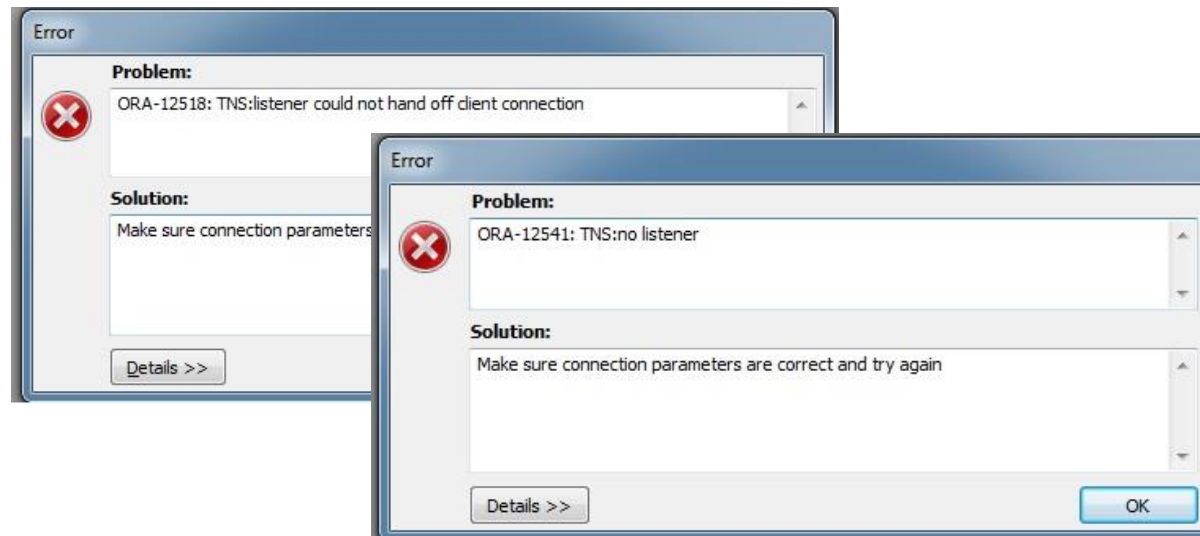 Error
Problem:
ORA-12518: TNS:listener could not hand off client connection
Solution:
Make sure connection parameters
Details >>
Error
Problem:
ORA-12541: TNS:no listener
Solution:
Make sure connection parameters are correct and try again
Details >>
OK